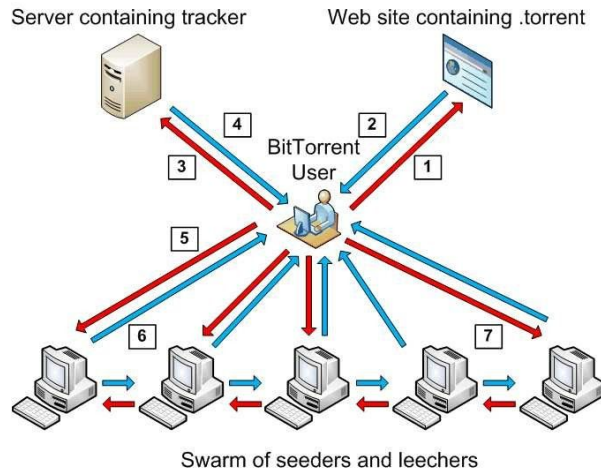 Server containing tracker
Web site containing .torrent
4
2
BitTorrent
User
3
1
5
6
7
Swarm of seeders and leechers